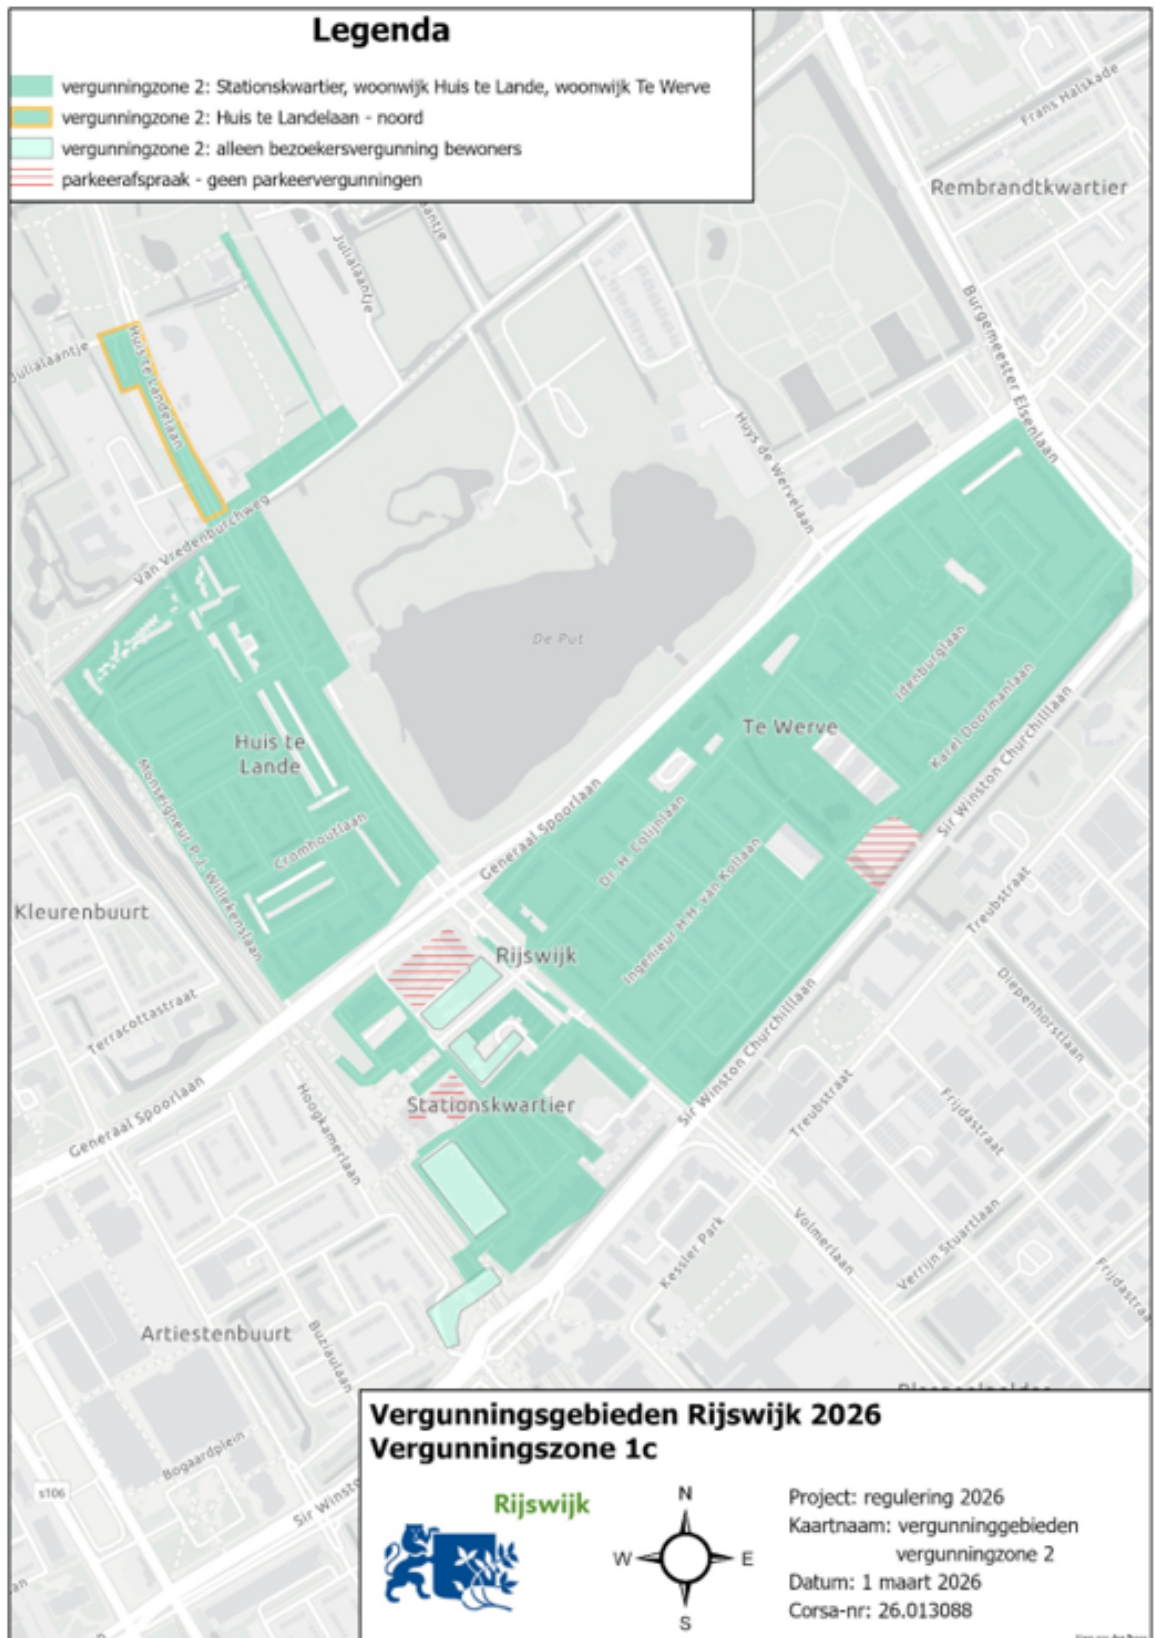 Legenda
vergunningzone 2: Stationskwartier, woonwijk Huis te Lande, woonwijk Te Werve
vergunningzone 2: Huis te Landelaan - noord
vergunningzone 2: alleen bezoekersvergunning bewoners
parkeerafspraak - geen parkeervergunningen
Frans Halskade
Rembrandtkwartier
Julialaantje
Burgemeester Elsenlaan
Julialaantje
Huis te Landelaan
Huys de Wervelaan
Van Vredenburchweg
De Put
Idenburglaan
Karel Doormanlaan
Te Werve
Huis te
Lande
Sir Winston Churchilllaan
Monseigneur P.J. Willekenslaan
Cromhoutlaan
Generaal Spoorlaan
Dr. H. Colijnlaan
Ingenieur H.H. van Kollaan
Treubstraat
Kleurenbuurt
Rijswijk
Terracottastraat
Diepenhorstlaan
Sir Winston Churchilllaan
Generaal Spoorlaan
Hoogkamerlaan
Stationskwartier
Treubstraat
Frijdastraat
Kessler Park
Volmerlaan
Verrijn Stuartlaan
Frijdastraa
Artiestenbuurt
Buziaulaan
Bogaardplein
s106
Sir Winsto
Vergunningsgebieden Rijswijk 2026
Vergunningszone 1c
Rijswijk
N
W
E
S
Project: regulering 2026
Kaartnaam: vergunninggebieden
vergunningzone 2
Datum: 1 maart 2026
Corsa-nr: 26.013088